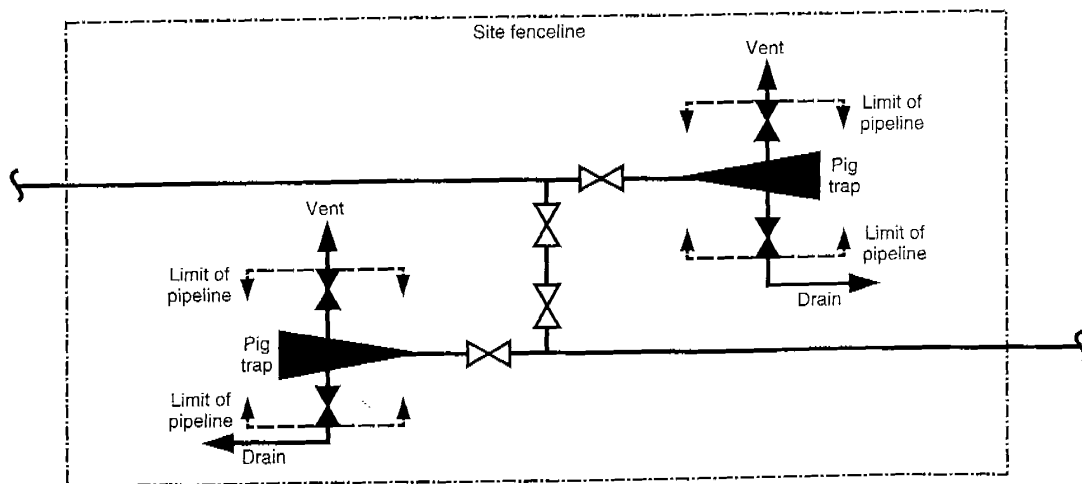 Site fenceline
Vent
Limit of
pipeline
Pig
trap
Limit of
pipeline
Drain
Vent
Limit of
pipeline
Pig
trap
Limit of
pipeline
Drain